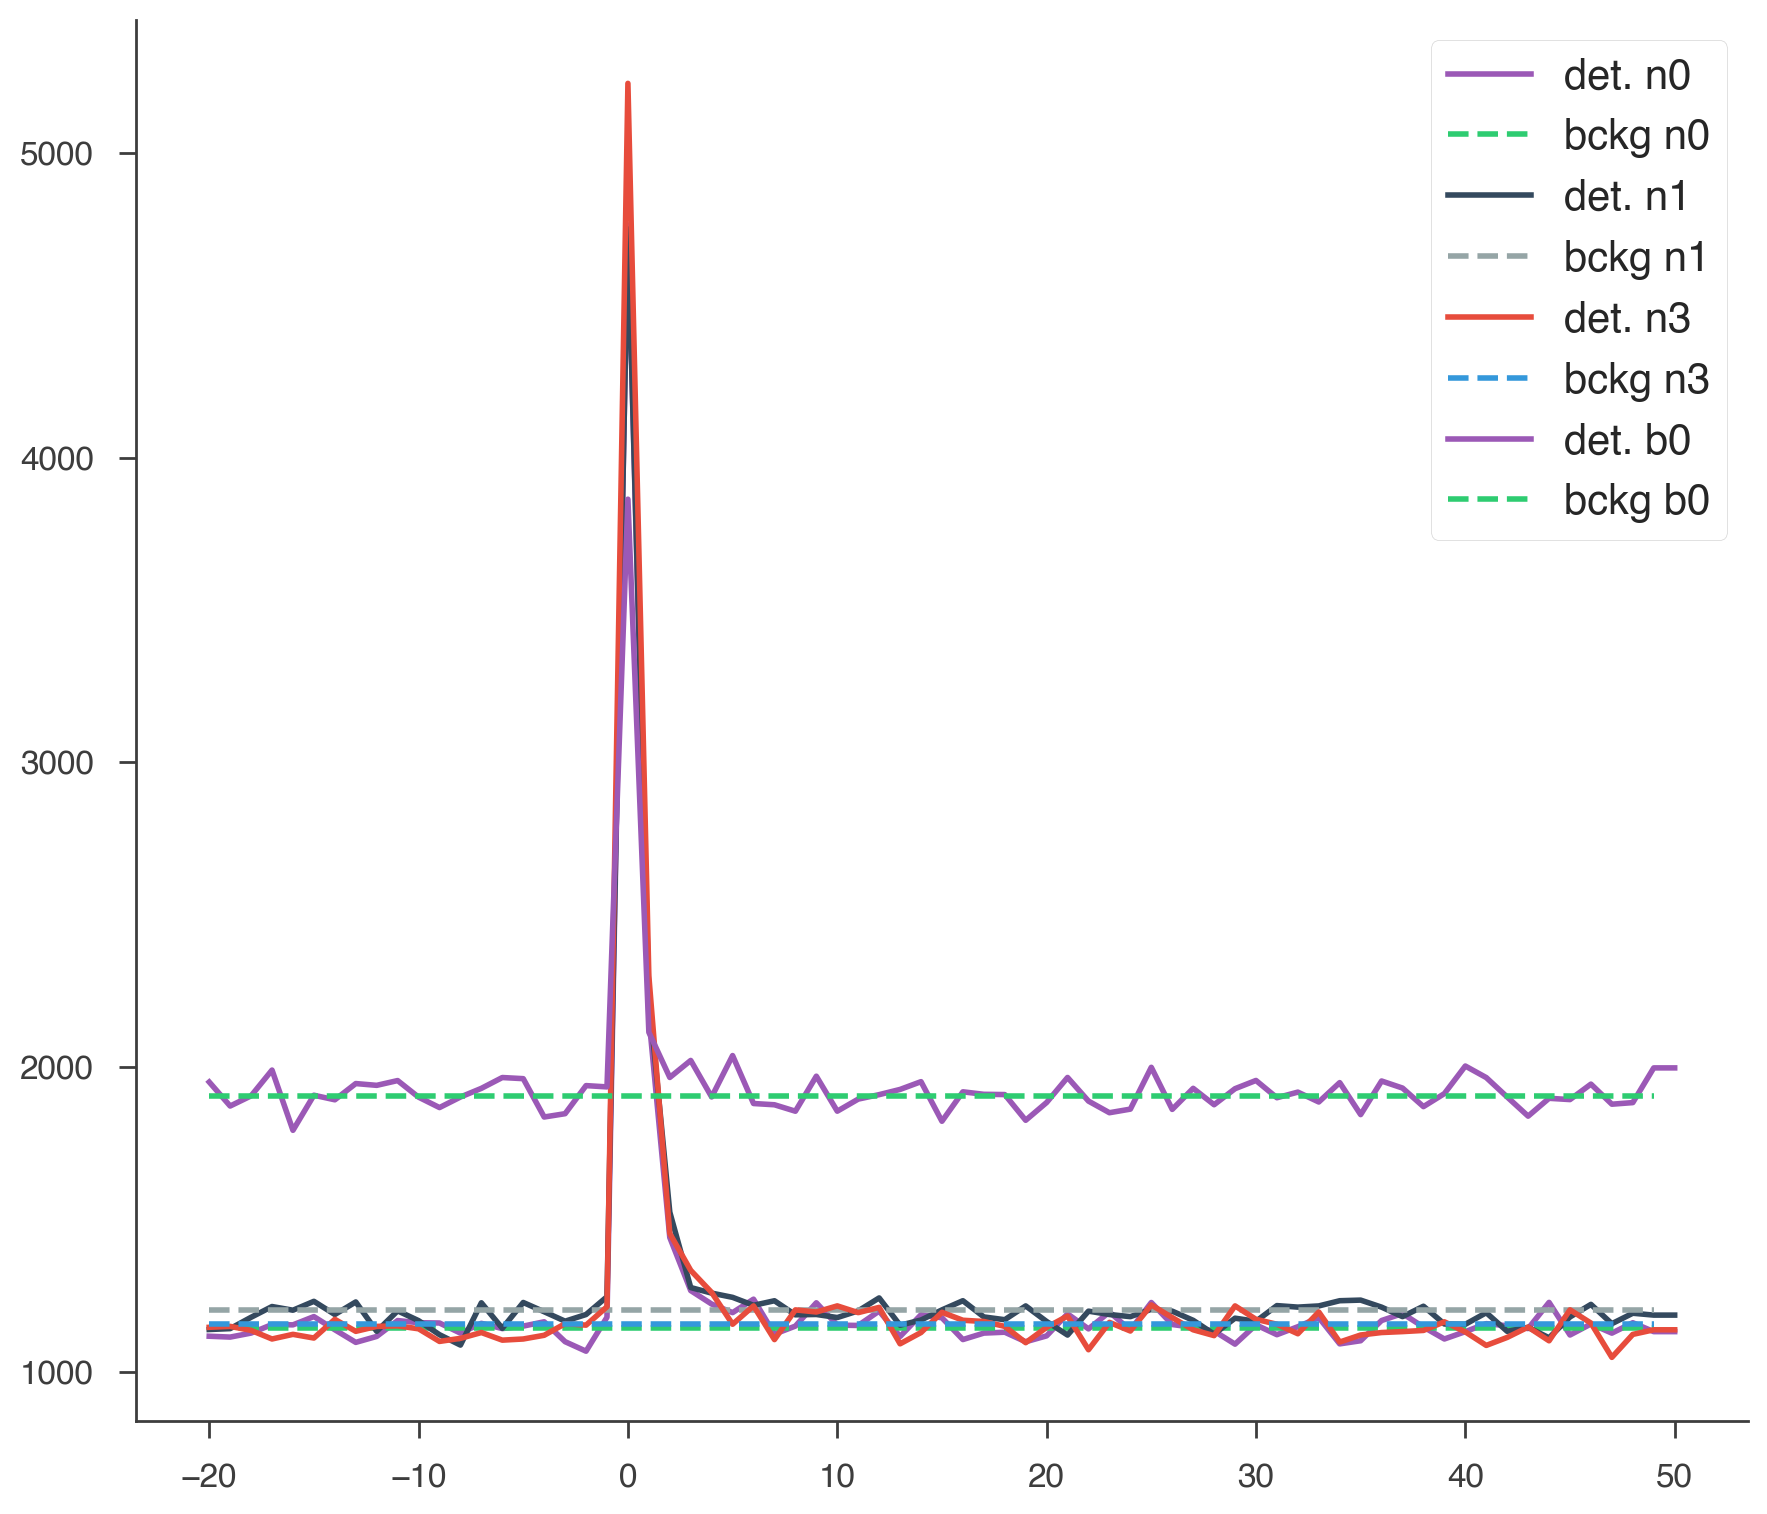 det. n0
bckg n0
det. n1
bckg n1
det. n3
bckg n3
det. b0
bckg b0
5000
4000
3000
2000
1000
−20 −10 0 10 20 30 40 50